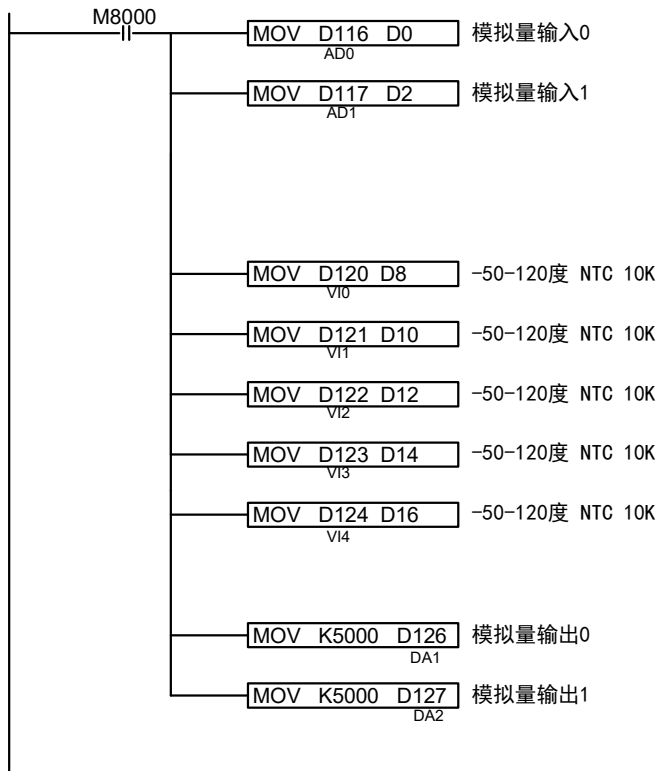 M8000
MOV D116 D0 模拟量输入0
AD0
MOV D117 D2 模拟量输入1
AD1
MOV D120 D8 -50-120度 NTC 10K
VI0
MOV D121 D10 -50-120度 NTC 10K
VI1
MOV D122 D12 -50-120度 NTC 10K
VI2
MOV D123 D14 -50-120度 NTC 10K
VI3
MOV D124 D16 -50-120度 NTC 10K
VI4
MOV K5000 D126 模拟量输出0
DA1
MOV K5000 D127 模拟量输出1
DA2